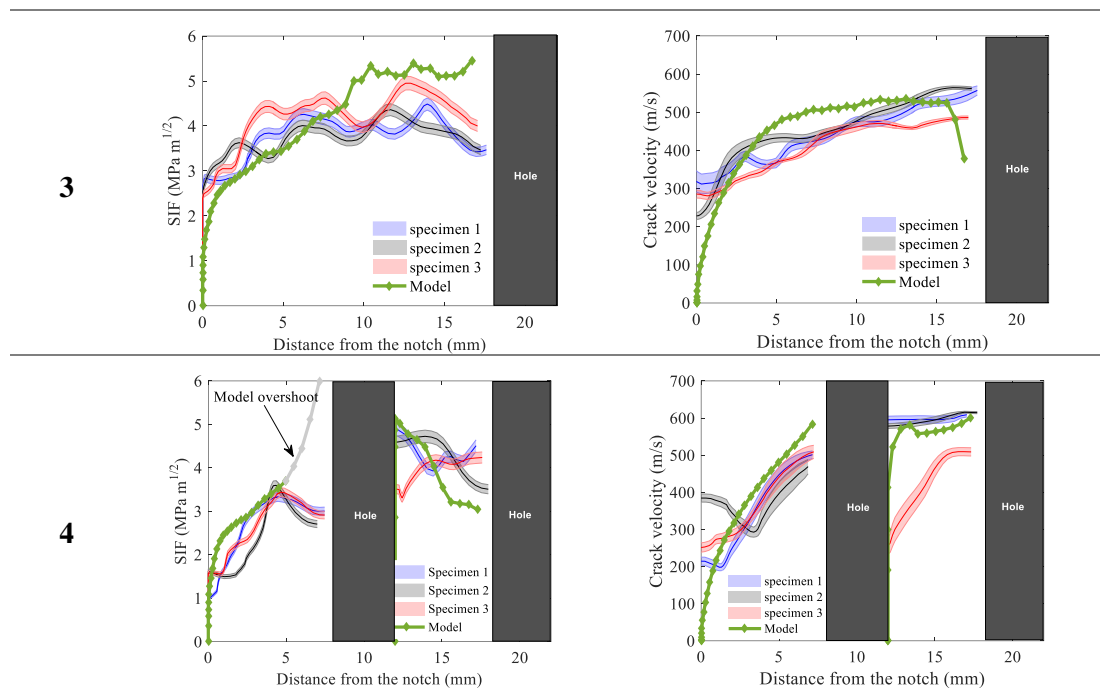 3
SIF (MPa m1/2)
6
5
4
3
2
1
0
0 5 10 15 20
Distance from the notch (mm)
Hole
specimen 1
specimen 2
specimen 3
Model
Crack velocity (m/s)
700
600
500
400
300
200
100
0
0 5 10 15 20
Distance from the notch (mm)
Hole
specimen 1
specimen 2
specimen 3
Model
4
SIF (MPa m1/2)
6
5
4
3
2
1
0
0 5 10 15 20
Distance from the notch (mm)
Model overshoot
Hole
Hole
Specimen 1
Specimen 2
Specimen 3
Model
Crack velocity (m/s)
700
600
500
400
300
200
100
0
0 5 10 15 20
Distance from the notch (mm)
Hole
Hole
specimen 1
specimen 2
specimen 3
Model